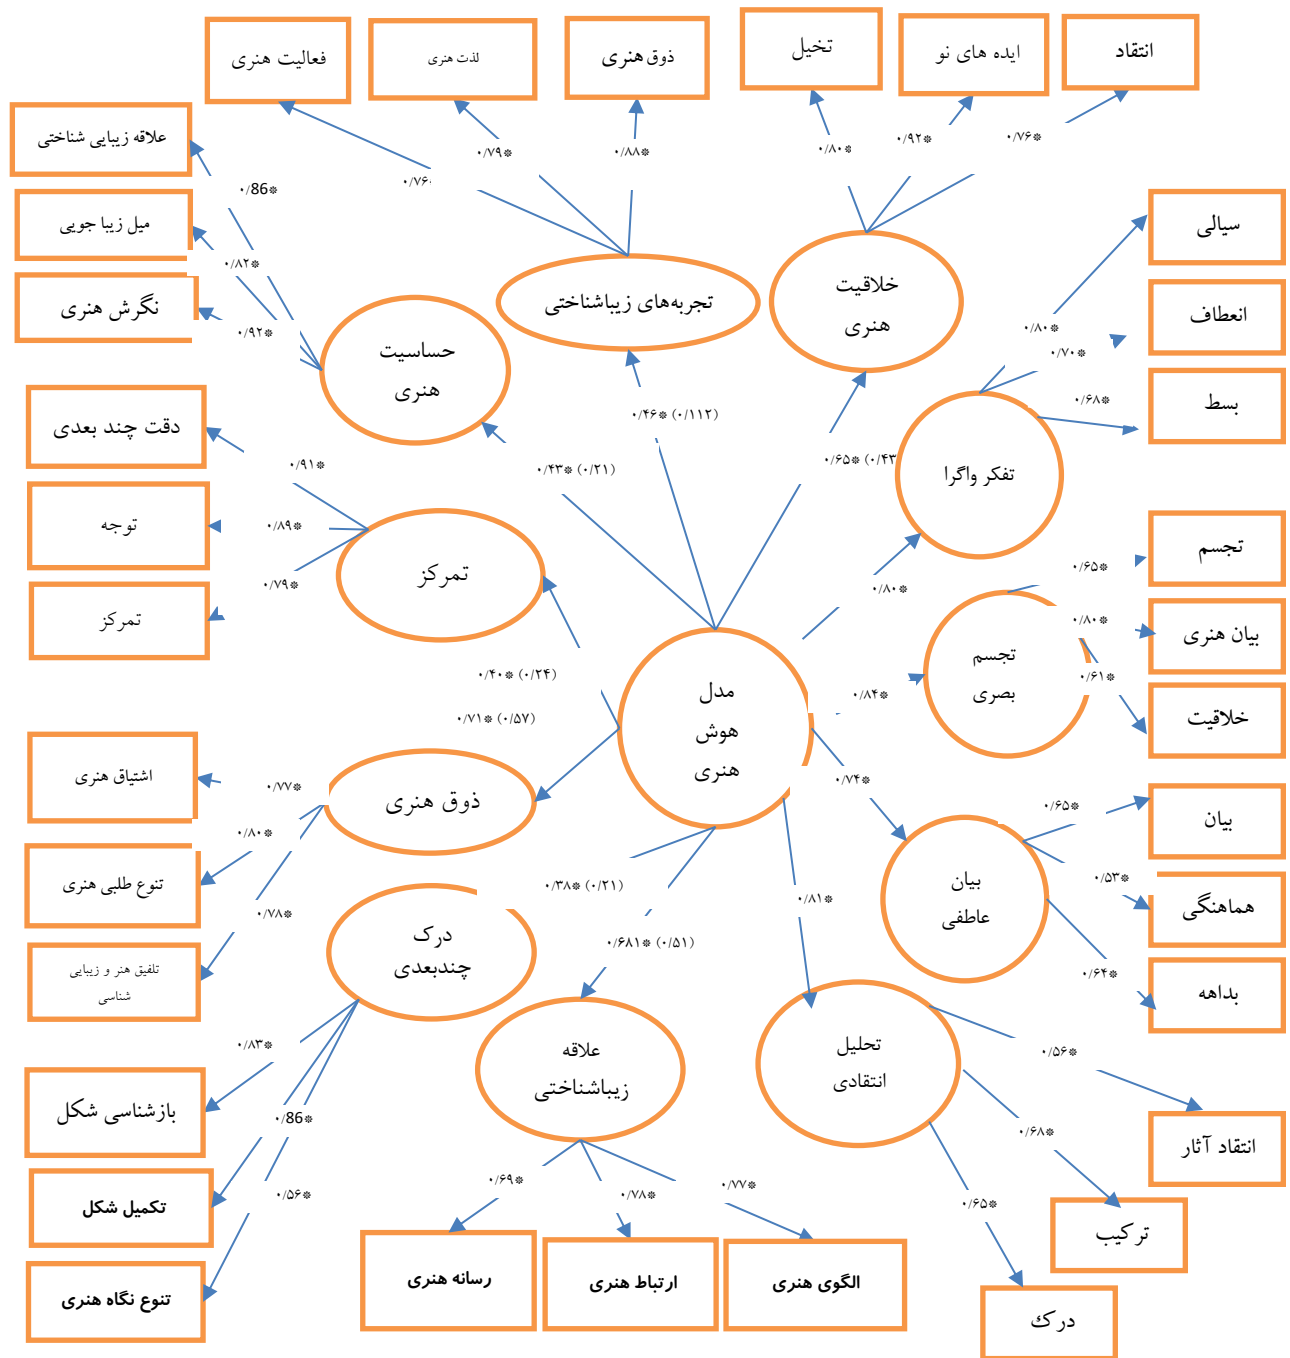 انتقاد
ایده های نو
تخیل
ذوق هنری
لذت هنری
فعالیت هنری
علاقه زیبایی شناختی
میل زیبا جویی
نگرش هنری
۰/۷۶*
۰/۹۲*
۰/۸۰*
۰/۸۸*
۰/۷۹*
۰/۷۶
۰/86*
۰/۸۲*
۰/۹۲*
خلاقیت
هنری
تجربه‌های زیباشناختی
حساسیت
هنری
سیالی
انعطاف
بسط
۰/۸۰*
۰/۷۰*
۰/۶۸*
تفکر واگرا
۰/۶۵* (۰/۴۳
۰/۴۶* (۰/۱۱۲)
۰/۴۳* (۰/۲۱)
دقت چند بعدی
توجه
تمرکز
۰/۹۱*
۰/۸۹*
۰/۷۹*
تمرکز
۰/۴۰* (۰/۲۴)
۰/۷۱* (۰/۵۷)
۰/۸۰*
تجسم
بیان هنری
خلاقیت
۰/۶۵*
۰/۸۰*
۰/۶۱*
تجسم
بصری
۰/۸۴*
مدل
هوش
هنری
۰/۷۴*
اشتیاق هنری
تنوع طلبی هنری
تلفیق هنر و زیبایی
شناسی
۰/۷۷*
۰/۸۰*
۰/۷۸*
ذوق هنری
بیان
هماهنگی
بداهه
۰/۶۵*
۰/۵۳*
۰/۶۴*
بیان
عاطفی
۰/۸۱*
۰/۳۸* (۰/۲۱)
۰/۶۸۱* (۰/۵۱)
درک
چندبعدی
۰/۸۳*
۰/86*
۰/۵۶*
بازشناسی شکل
تکمیل شکل
تنوع نگاه هنری
علاقه
زیباشناختی
۰/۶۹*
۰/۷۸*
۰/۷۷*
رسانه هنری
ارتباط هنری
الگوی هنری
تحلیل
انتقادی
۰/۵۶*
۰/۶۸*
۰/۶۵*
انتقاد آثار
ترکیب
درك